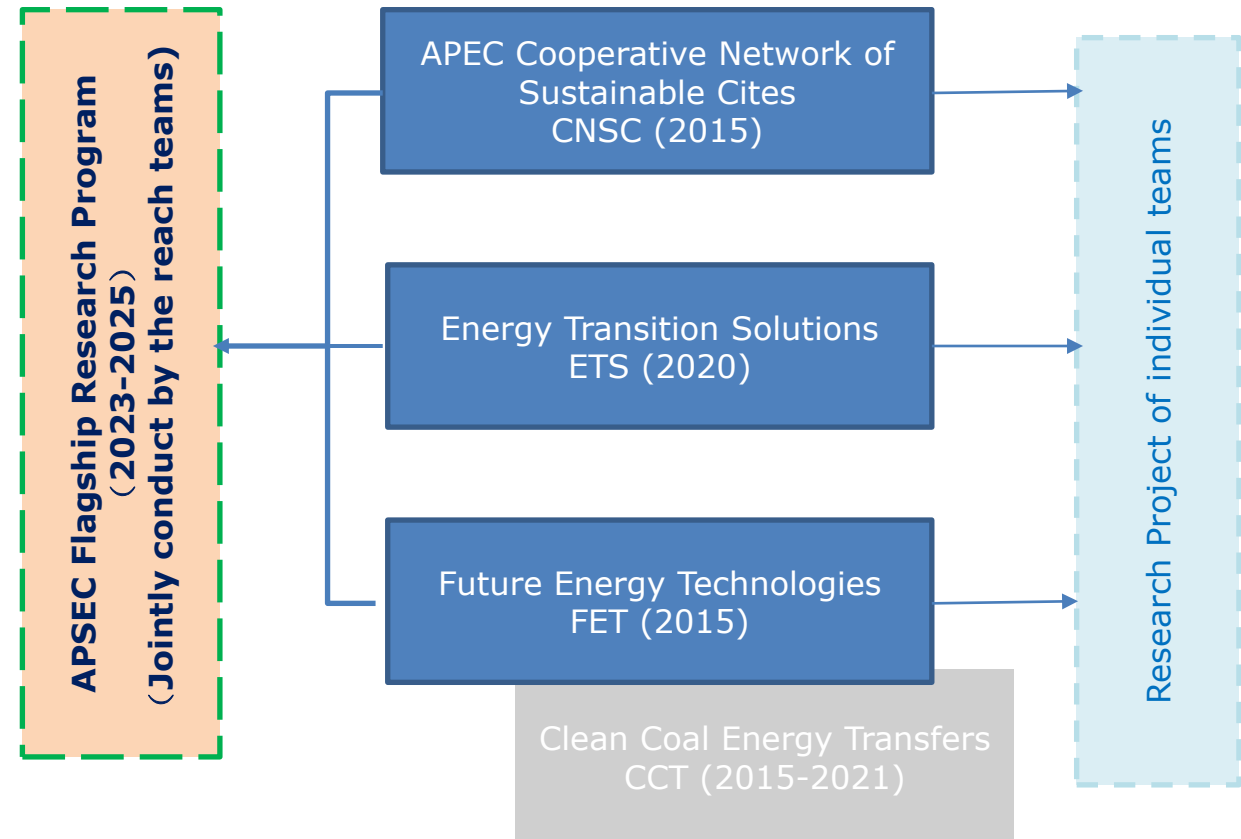 APSEC Flagship Research Program
（2023-2025）
（Jointly conduct by the reach teams)
APEC Cooperative Network of
Sustainable Cites
CNSC (2015)
Energy Transition Solutions
ETS (2020)
Future Energy Technologies
FET (2015)
Clean Coal Energy Transfers
CCT (2015-2021)
Research Project of individual teams